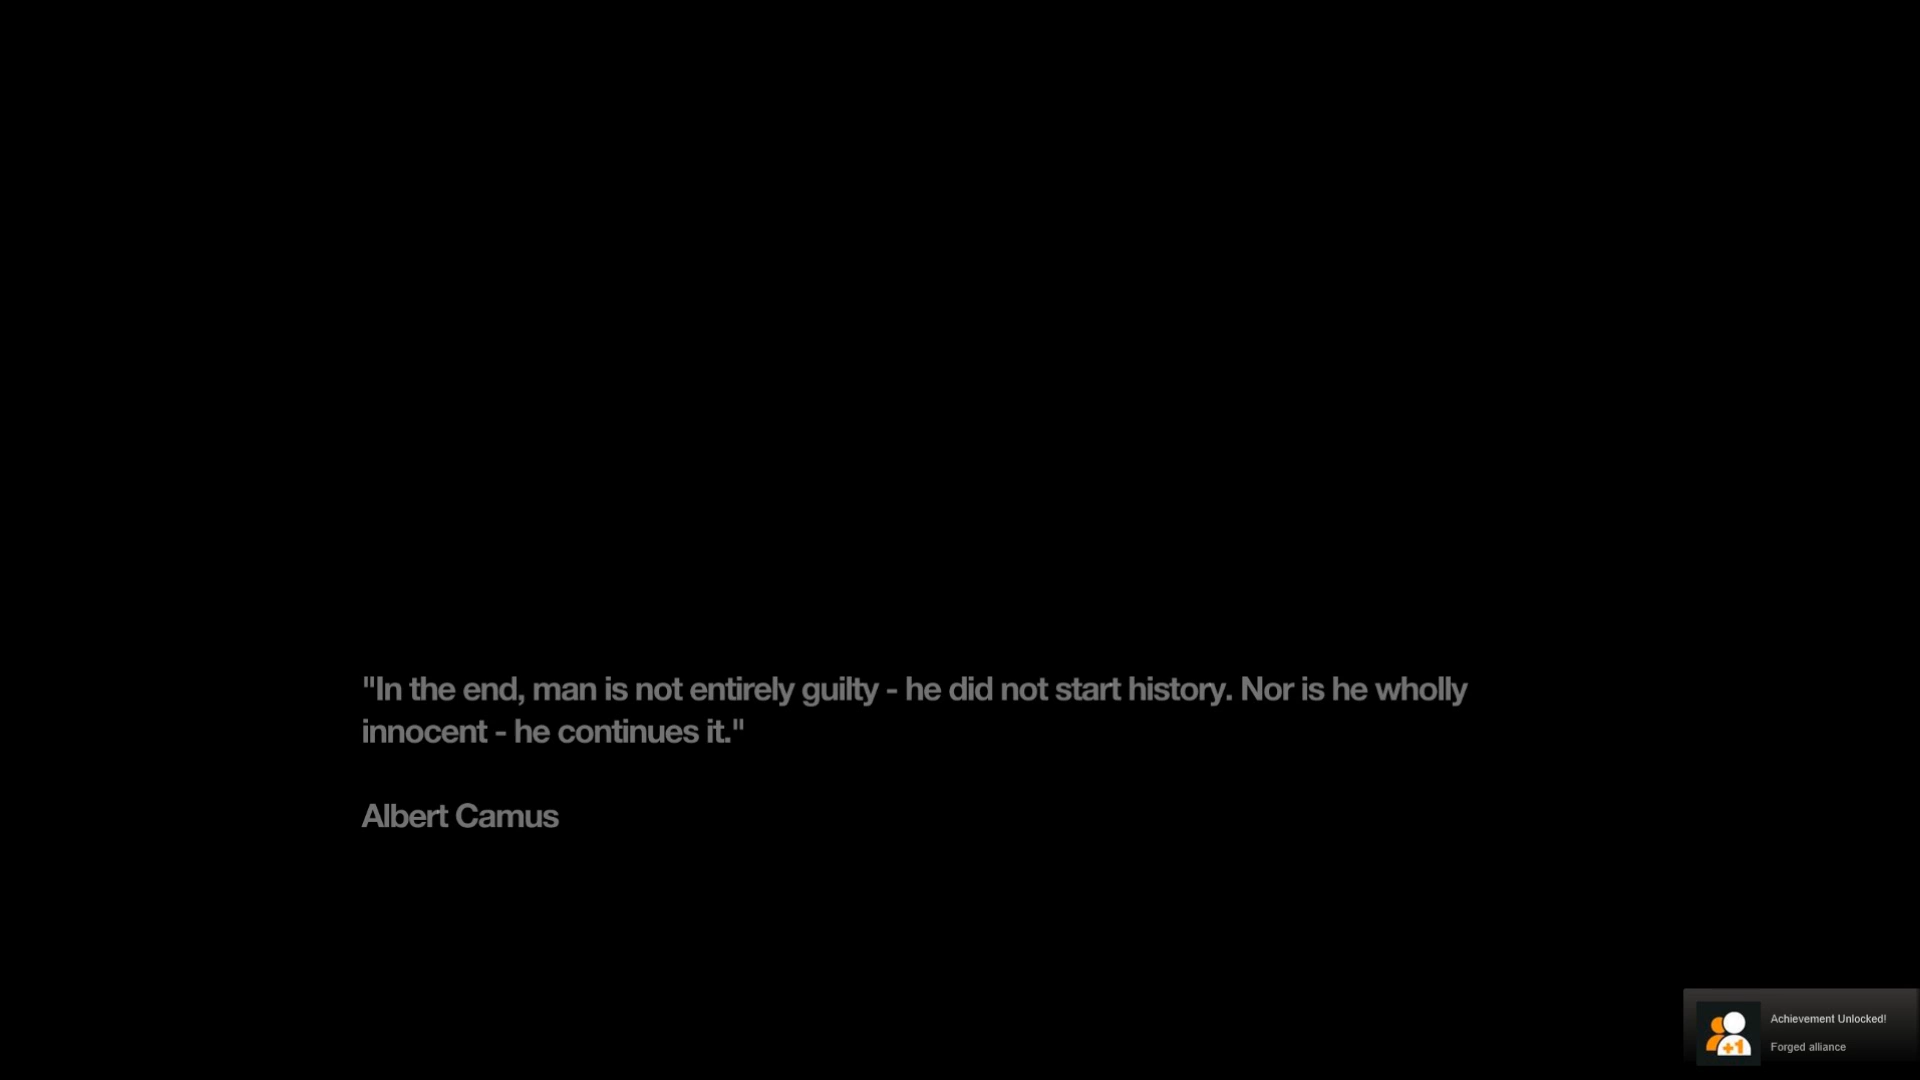 "In the end, man is not entirely guilty - he did not start history. Nor is he wholly
innocent - he continues it."
Albert Camus
Achievement Unlocked!
+1
Forged alliance